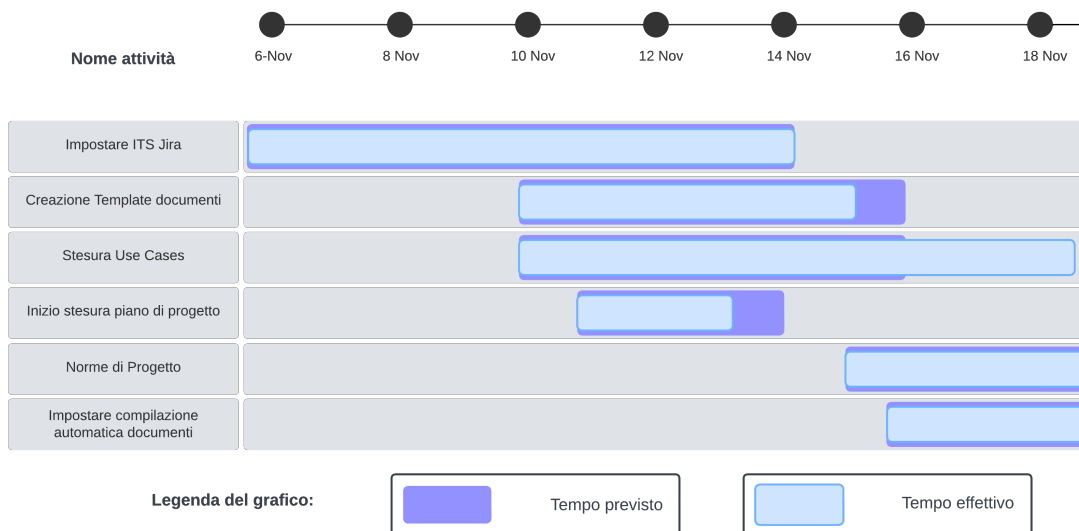 Nome attività
6-Nov
8 Nov
10 Nov
12 Nov
14 Nov
16 Nov
18 Nov
Impostare ITS Jira
Creazione Template documenti
Stesura Use Cases
Inizio stesura piano di progetto
Norme di Progetto
Impostare compilazione
automatica documenti
Legenda del grafico:
Tempo previsto
Tempo effettivo